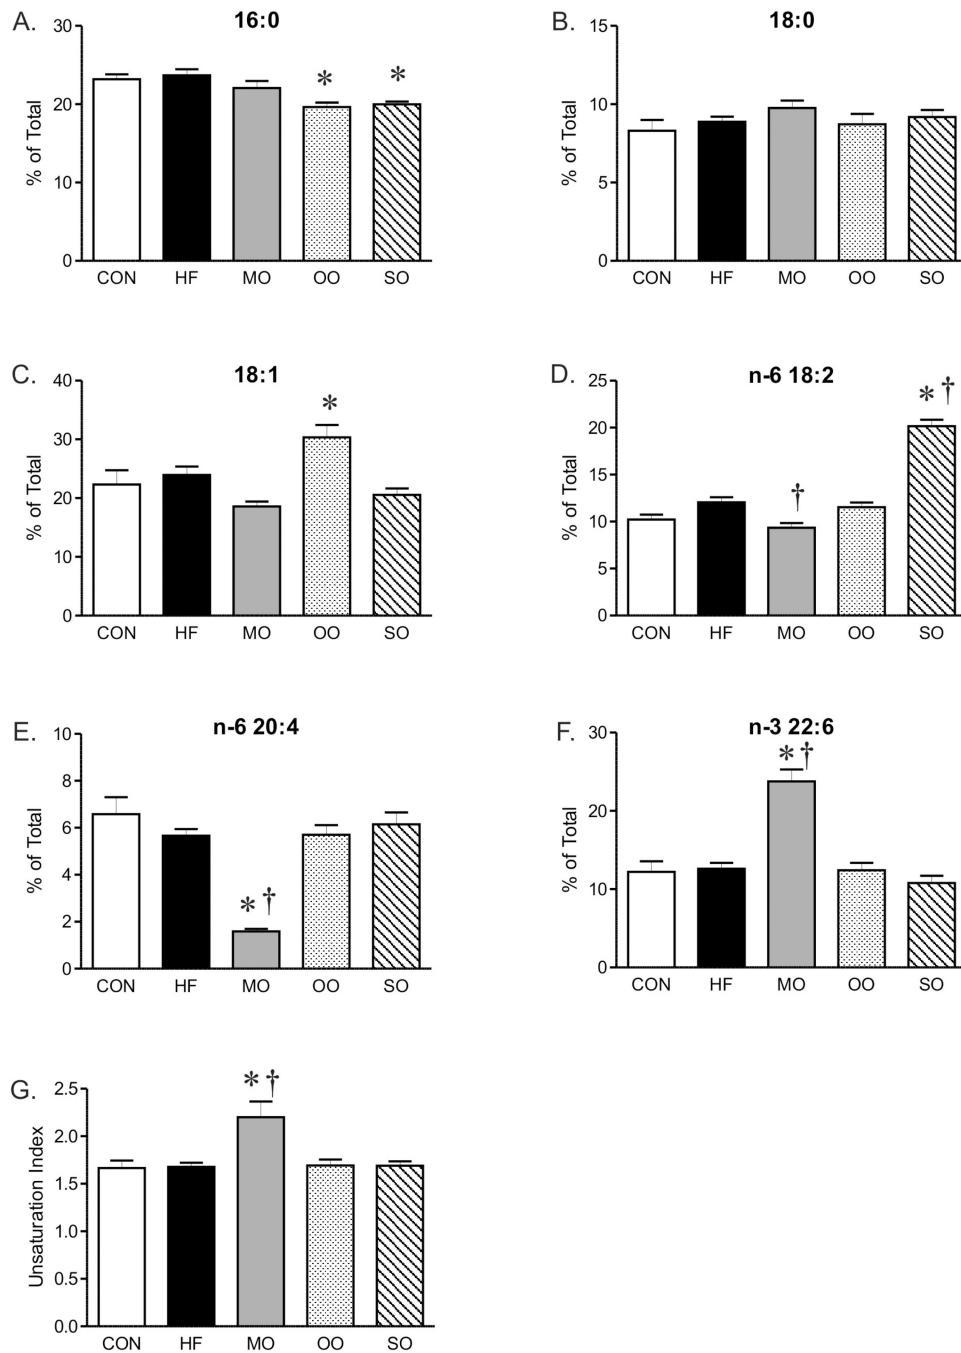 A. 16:0
30
20
10
0
% of Total
* *
CON HF MO OO SO
B. 18:0
15
10
5
0
% of Total
CON HF MO OO SO
C. 18:1
40
30
20
10
0
% of Total
*
CON HF MO OO SO
D. n-6 18:2
25
20
15
10
5
0
% of Total
† *†
CON HF MO OO SO
E. n-6 20:4
10
8
6
4
2
0
% of Total
*†
CON HF MO OO SO
F. n-3 22:6
30
20
10
0
% of Total
*†
CON HF MO OO SO
G.
2.5
2.0
1.5
1.0
0.5
0.0
Unsaturation Index
*†
CON HF MO OO SO